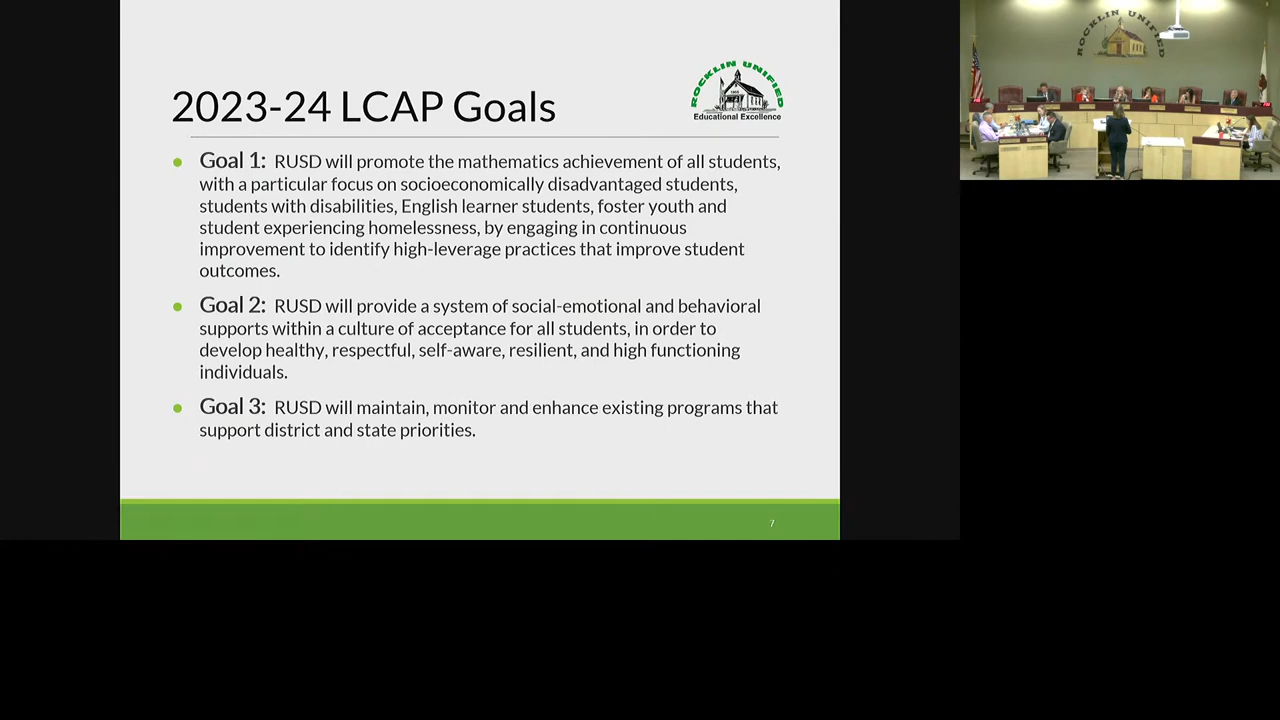 2023-24 LCAP Goals
ROCKLIN UNIFIED
Educational Excellence
Goal 1: RUSD will promote the mathematics achievement of all students,
with a particular focus on socioeconomically disadvantaged students,
students with disabilities, English learner students, foster youth and
student experiencing homelessness, by engaging in continuous
improvement to identify high-leverage practices that improve student
outcomes.
Goal 2: RUSD will provide a system of social-emotional and behavioral
supports within a culture of acceptance for all students, in order to
develop healthy, respectful, self-aware, resilient, and high functioning
individuals.
Goal 3: RUSD will maintain, monitor and enhance existing programs that
support district and state priorities.
7
ROCKLIN UNIFIED